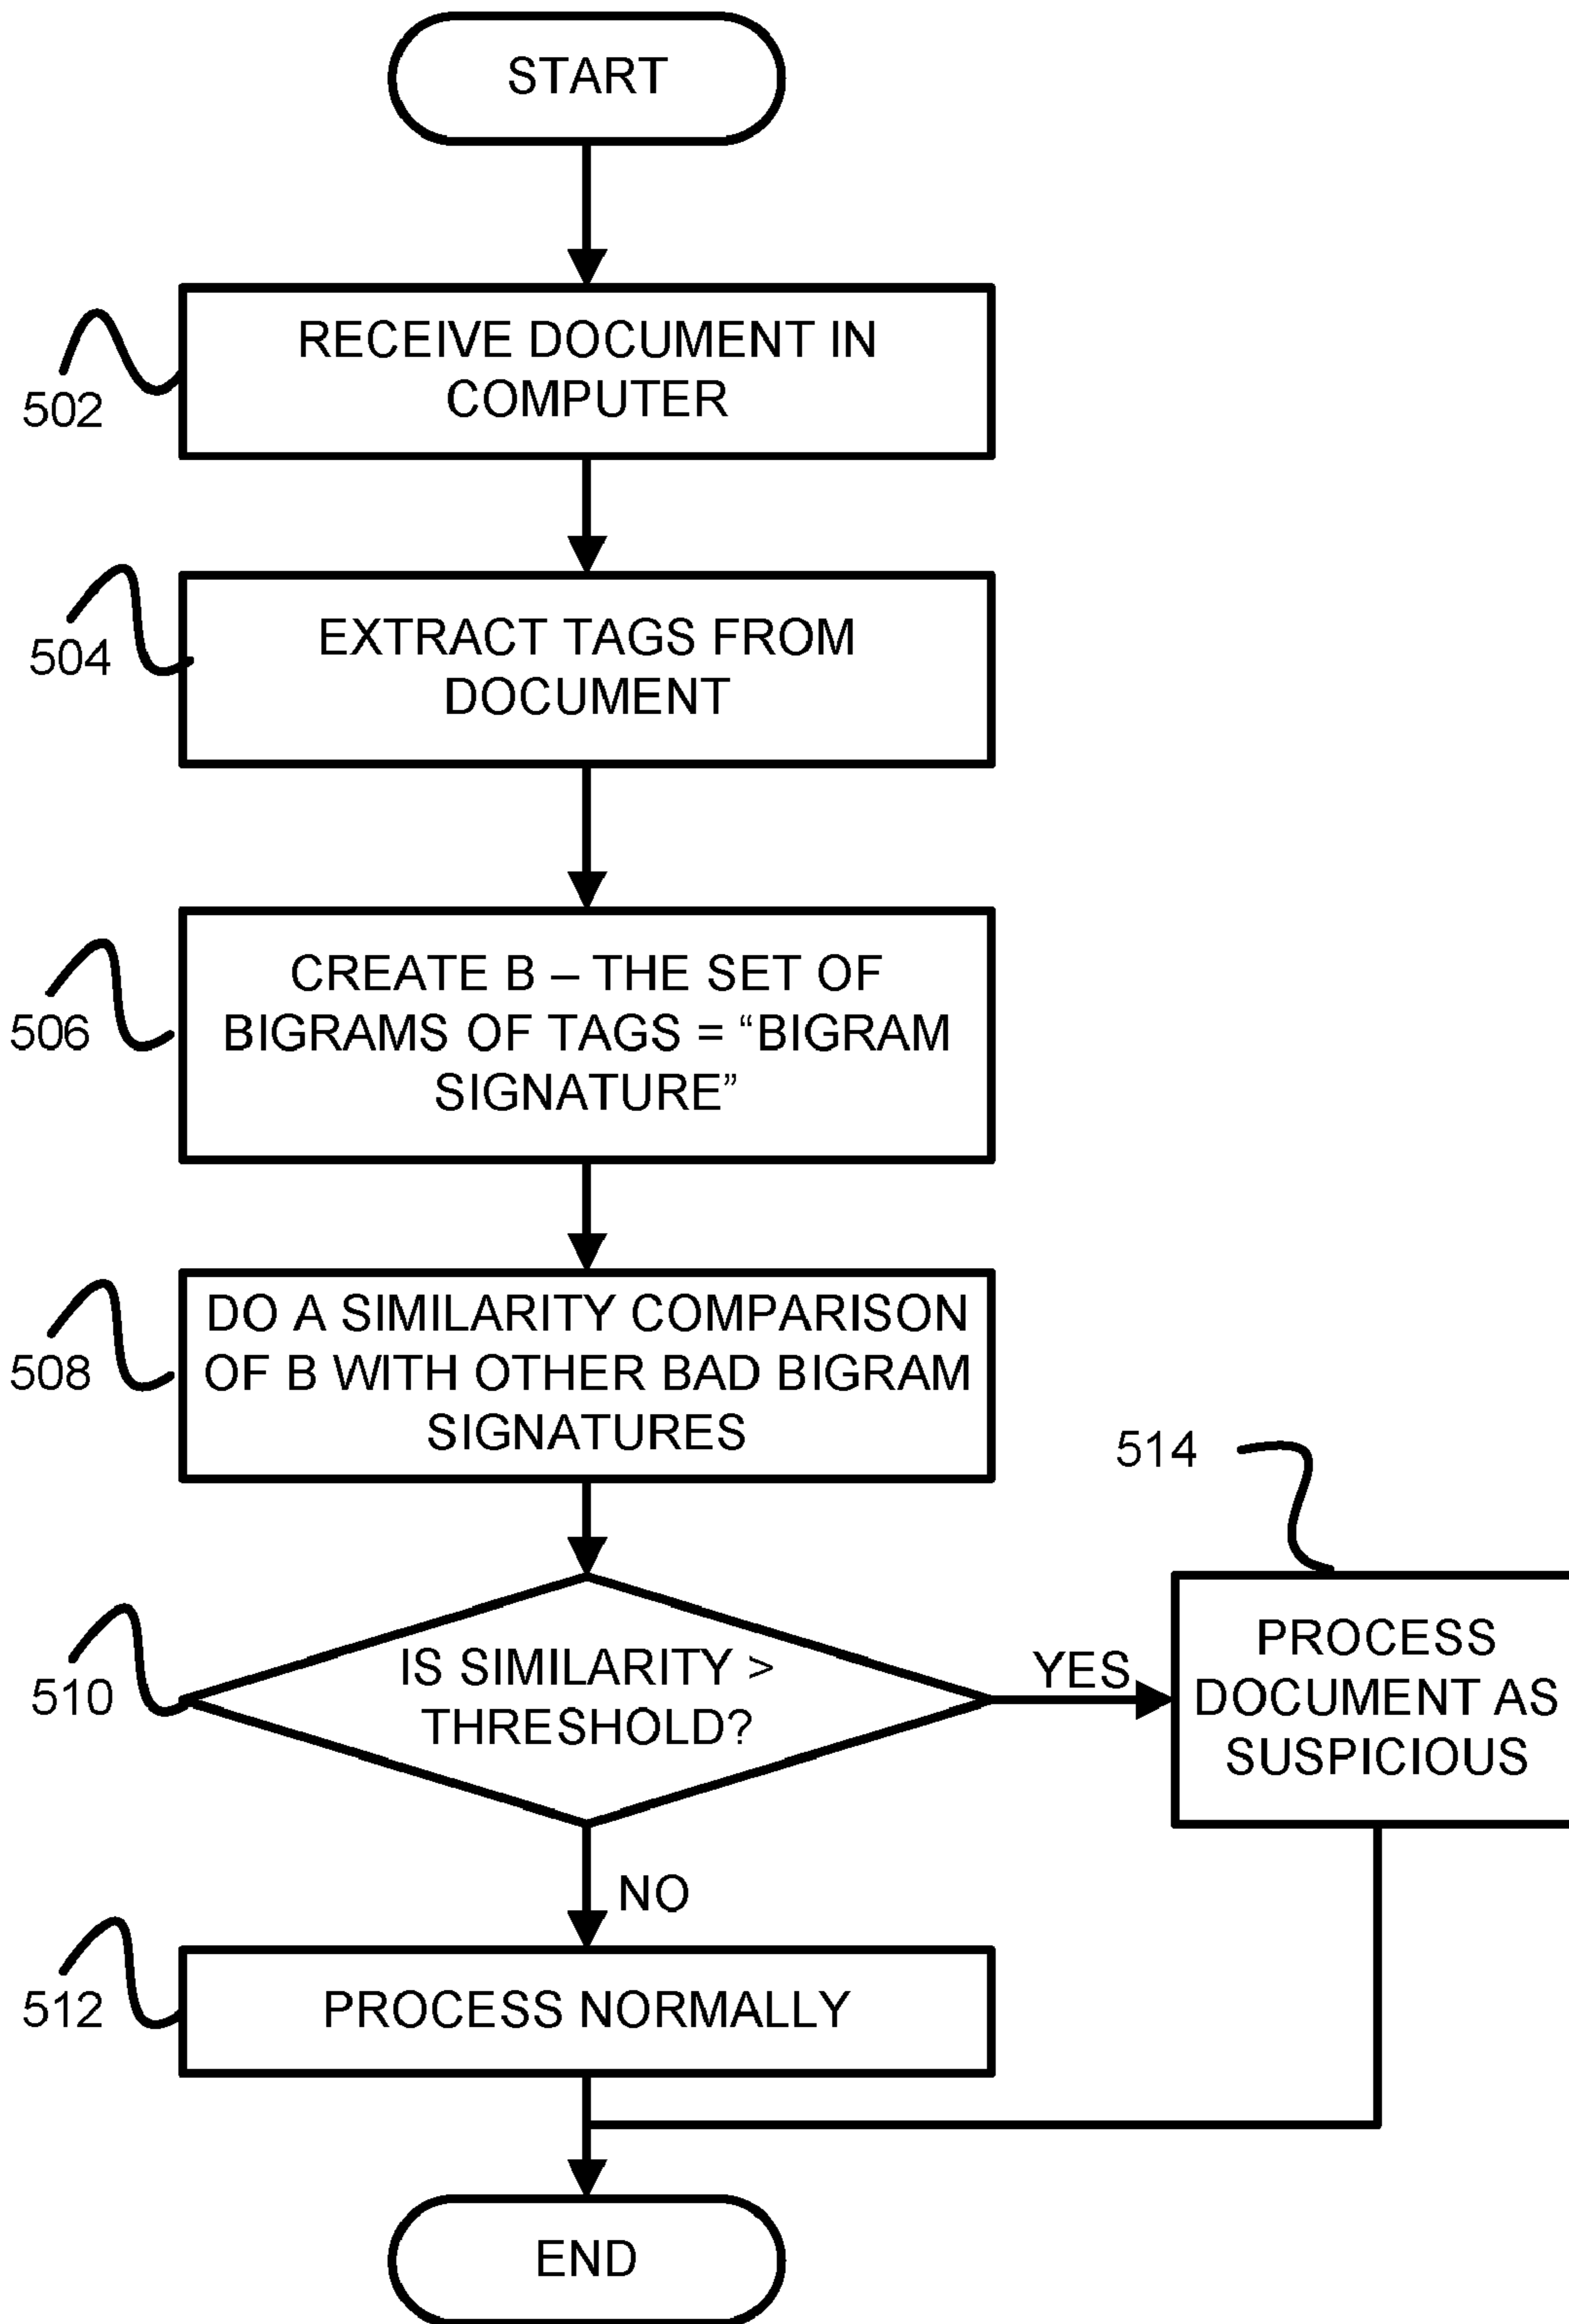 START
RECEIVE DOCUMENT IN
COMPUTER
502
EXTRACT TAGS FROM
DOCUMENT
504
CREATE B – THE SET OF
BIGRAMS OF TAGS = “BIGRAM
SIGNATURE”
506
DO A SIMILARITY COMPARISON
OF B WITH OTHER BAD BIGRAM
SIGNATURES
508
IS SIMILARITY >
THRESHOLD?
510
YES
514
PROCESS
DOCUMENT AS
SUSPICIOUS
NO
PROCESS NORMALLY
512
END